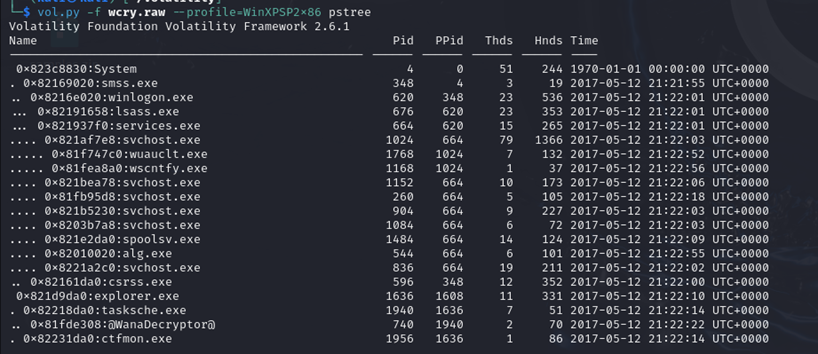 └─$ vol.py -f wcry.raw --profile=WinXPSP2×86 pstree
Volatility Foundation Volatility Framework 2.6.1
Name Pid PPid Thds Hnds Time
0×823c8830:System 4 0 51 244 1970-01-01 00:00:00 UTC+0000
. 0×82169020:smss.exe 348 4 3 19 2017-05-12 21:21:55 UTC+0000
.. 0×8216e020:winlogon.exe 620 348 23 536 2017-05-12 21:22:01 UTC+0000
... 0×82191658:lsass.exe 676 620 23 353 2017-05-12 21:22:01 UTC+0000
... 0×821937f0:services.exe 664 620 15 265 2017-05-12 21:22:01 UTC+0000
.... 0×821af7e8:svchost.exe 1024 664 79 1366 2017-05-12 21:22:03 UTC+0000
..... 0×81f747c0:wuauclt.exe 1768 1024 7 132 2017-05-12 21:22:52 UTC+0000
..... 0×81fea8a0:wscntfy.exe 1168 1024 1 37 2017-05-12 21:22:56 UTC+0000
.... 0×821bea78:svchost.exe 1152 664 10 173 2017-05-12 21:22:06 UTC+0000
.... 0×81fb95d8:svchost.exe 260 664 5 105 2017-05-12 21:22:18 UTC+0000
.... 0×821b5230:svchost.exe 904 664 9 227 2017-05-12 21:22:03 UTC+0000
.... 0×8203b7a8:svchost.exe 1084 664 6 72 2017-05-12 21:22:03 UTC+0000
.... 0×821e2da0:spoolsv.exe 1484 664 14 124 2017-05-12 21:22:09 UTC+0000
.... 0×82010020:alg.exe 544 664 6 101 2017-05-12 21:22:55 UTC+0000
.... 0×8221a2c0:svchost.exe 836 664 19 211 2017-05-12 21:22:02 UTC+0000
.. 0×82161da0:csrss.exe 596 348 12 352 2017-05-12 21:22:00 UTC+0000
0×821d9da0:explorer.exe 1636 1608 11 331 2017-05-12 21:22:10 UTC+0000
. 0×82218da0:tasksche.exe 1940 1636 7 51 2017-05-12 21:22:14 UTC+0000
.. 0×81fde308:@WanaDecryptor@ 740 1940 2 70 2017-05-12 21:22:22 UTC+0000
. 0×82231da0:ctfmon.exe 1956 1636 1 86 2017-05-12 21:22:14 UTC+0000